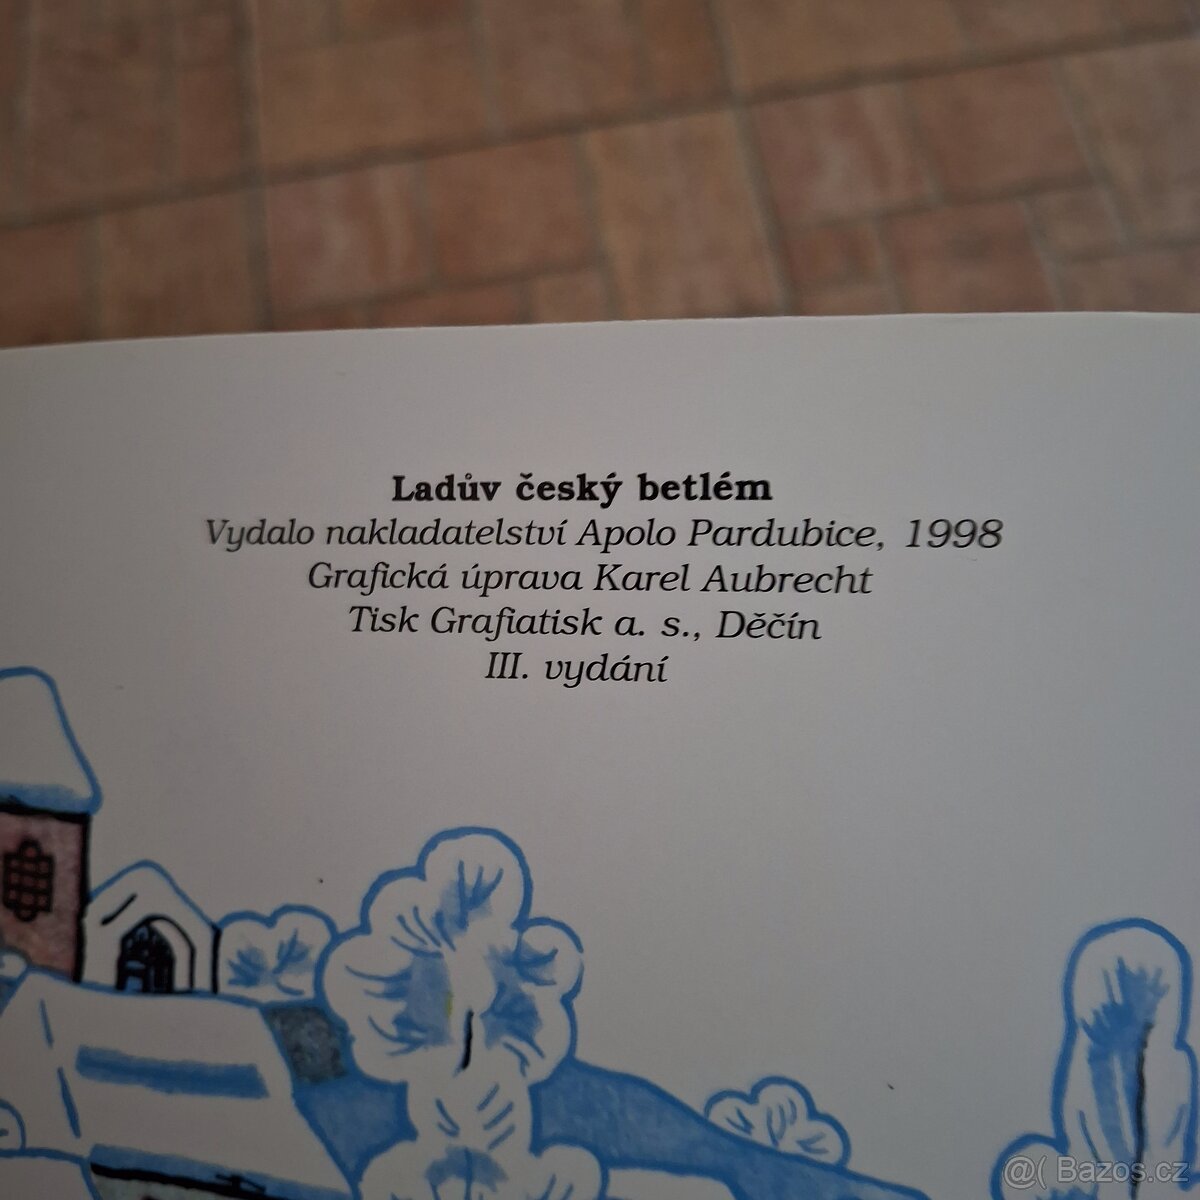 Ladův český betlém
Vydalo nakladatelství Apolo Pardubice, 1998
Grafická úprava Karel Aubrecht
Tisk Grafiatisk a. s., Děčín
III. vydání
@( Bazos.cz